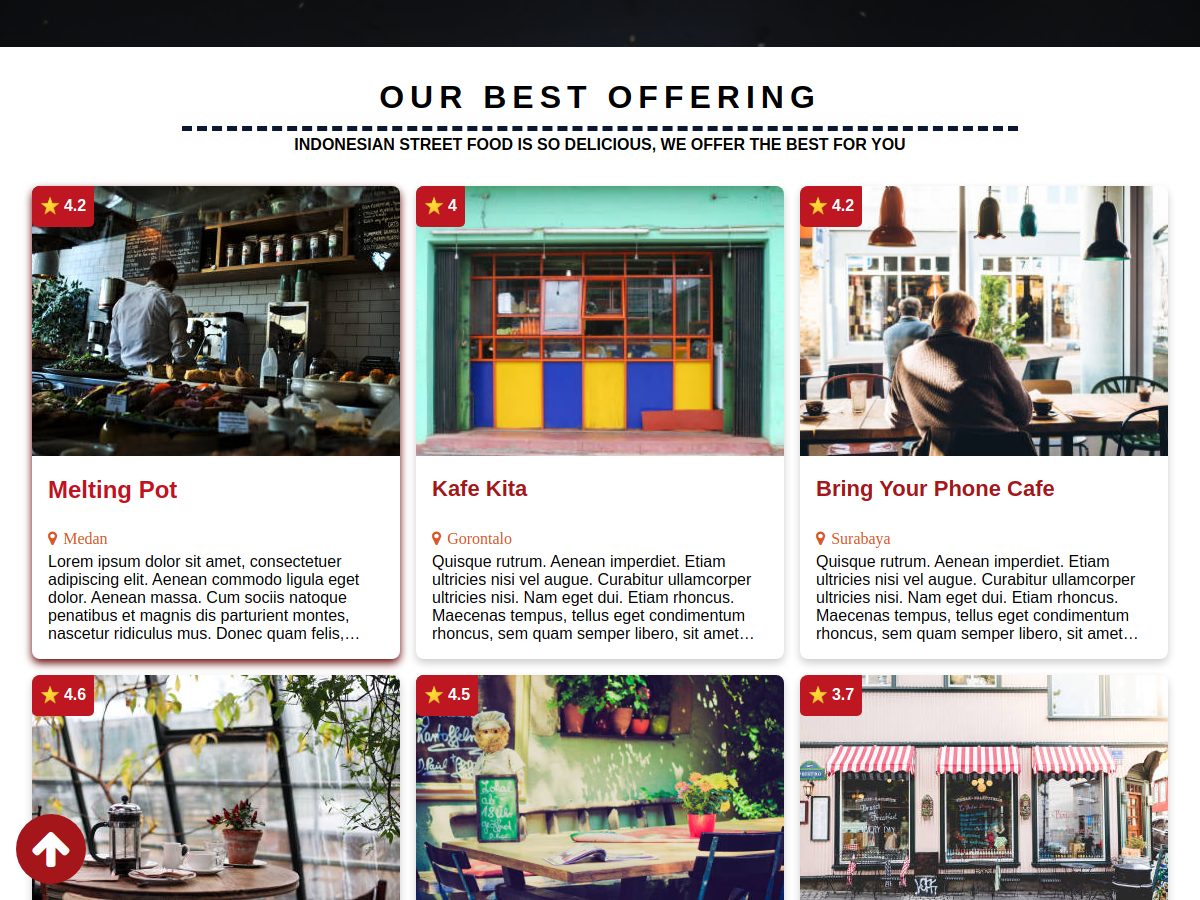 OUR BEST OFFERING
INDONESIAN STREET FOOD IS SO DELICIOUS, WE OFFER THE BEST FOR YOU
4.2
4
4.2
Melting Pot
Medan
Lorem ipsum dolor sit amet, consectetuer
adipiscing elit. Aenean commodo ligula eget
dolor. Aenean massa. Cum sociis natoque
penatibus et magnis dis parturient montes,
nascetur ridiculus mus. Donec quam felis,…
Kafe Kita
Gorontalo
Quisque rutrum. Aenean imperdiet. Etiam
ultricies nisi vel augue. Curabitur ullamcorper
ultricies nisi. Nam eget dui. Etiam rhoncus.
Maecenas tempus, tellus eget condimentum
rhoncus, sem quam semper libero, sit amet…
Bring Your Phone Cafe
Surabaya
Quisque rutrum. Aenean imperdiet. Etiam
ultricies nisi vel augue. Curabitur ullamcorper
ultricies nisi. Nam eget dui. Etiam rhoncus.
Maecenas tempus, tellus eget condimentum
rhoncus, sem quam semper libero, sit amet…
4.6
4.5
3.7